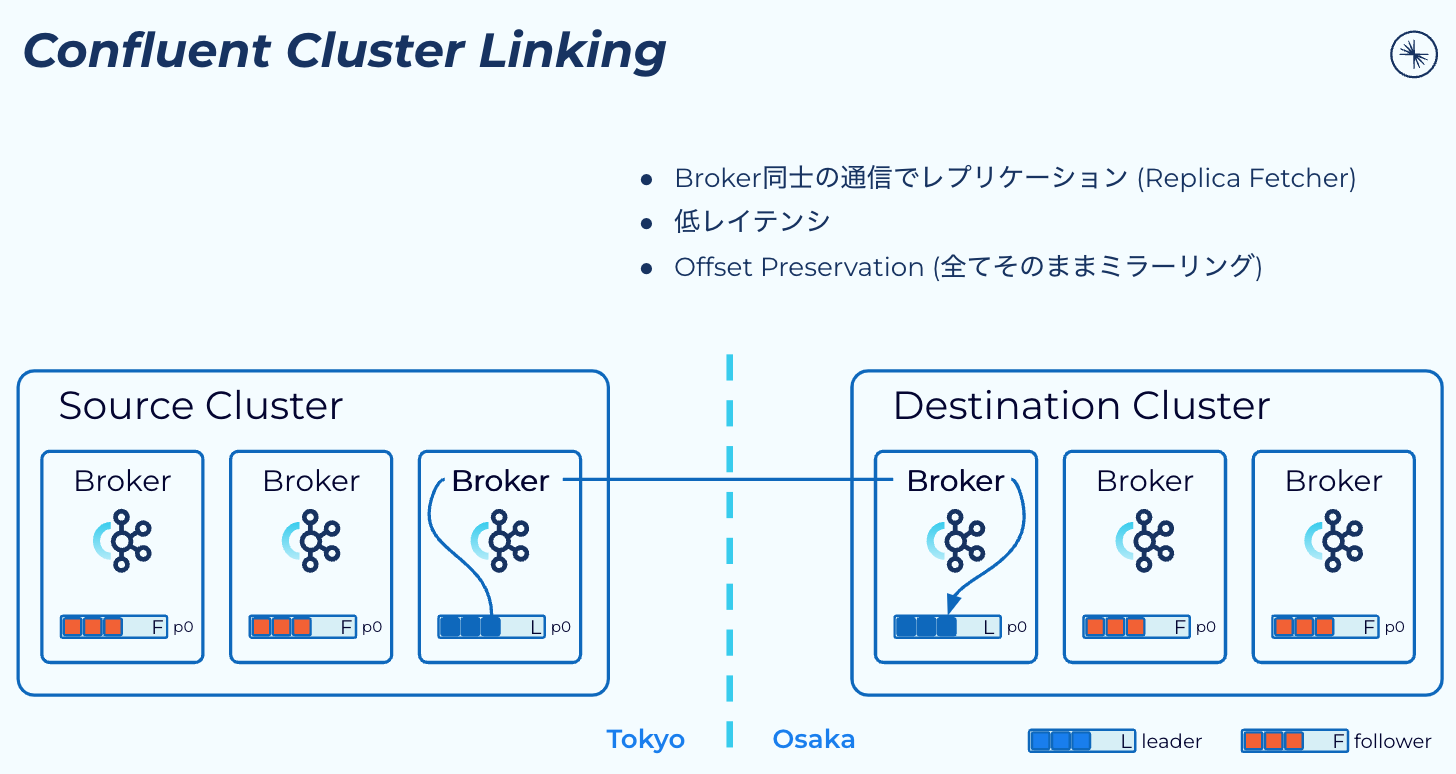 Confluent Cluster Linking
● Broker同士の通信でレプリケーション (Replica Fetcher)
● 低レイテンシ
● Offset Preservation (全てそのままミラーリング)
Source Cluster
Broker
F p0
Broker
F p0
Broker
L p0
Destination Cluster
Broker
L p0
Broker
F p0
Broker
F p0
Tokyo
Osaka
L leader
F follower